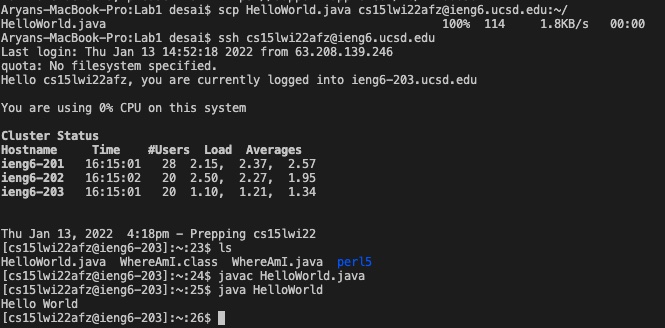 Aryans-MacBook-Pro:Lab1 desai$ scp HelloWorld.java cs15lwi22afz@ieng6.ucsd.edu:~/
HelloWorld.java 100% 114 1.8KB/s 00:00
Aryans-MacBook-Pro:Lab1 desai$ ssh cs15lwi22afz@ieng6.ucsd.edu
Last login: Thu Jan 13 14:52:18 2022 from 63.208.139.246
quota: No filesystem specified.
Hello cs15lwi22afz, you are currently logged into ieng6-203.ucsd.edu
You are using 0% CPU on this system
Cluster Status
Hostname Time #Users Load Averages
ieng6-201 16:15:01 28 2.15, 2.37, 2.57
ieng6-202 16:15:02 20 2.50, 2.27, 1.95
ieng6-203 16:15:01 20 1.10, 1.21, 1.34
Thu Jan 13, 2022 4:18pm - Prepping cs15lwi22
[cs15lwi22afz@ieng6-203]:~:23$ ls
HelloWorld.java WhereAmI.class WhereAmI.java perl5
[cs15lwi22afz@ieng6-203]:~:24$ javac HelloWorld.java
[cs15lwi22afz@ieng6-203]:~:25$ java HelloWorld
Hello World
[cs15lwi22afz@ieng6-203]:~:26$